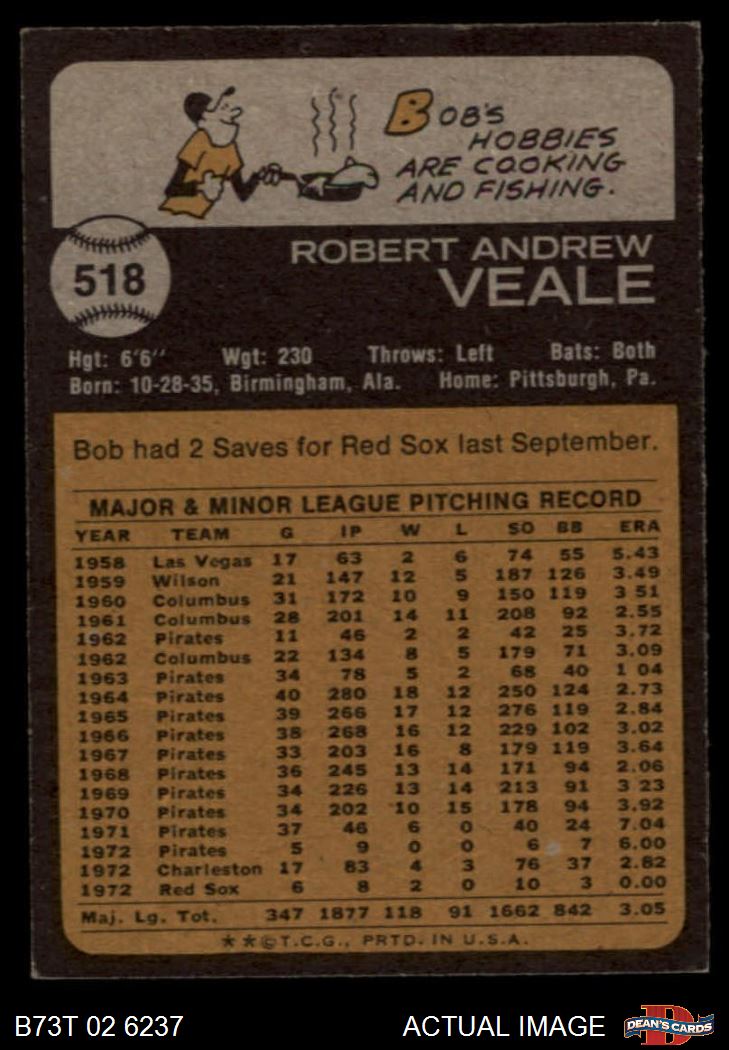 BOB'S
HOBBIES
ARE COOKING
AND FISHING.
518
ROBERT ANDREW
VEALE
Hgt: 6'6" Wgt: 230 Throws: Left Bats: Both
Born: 10-28-35, Birmingham, Ala. Home: Pittsburgh, Pa.
Bob had 2 Saves for Red Sox last September.
MAJOR & MINOR LEAGUE PITCHING RECORD
YEAR TEAM G IP W L SO BB ERA
1958 Las Vegas 17 63 2 6 74 55 5.43
1959 Wilson 21 147 12 5 187 126 3.49
1960 Columbus 31 172 10 9 150 119 3 51
1961 Columbus 28 201 14 11 208 92 2.55
1962 Pirates 11 46 2 2 42 25 3.72
1962 Columbus 22 134 8 5 179 71 3.09
1963 Pirates 34 78 5 2 68 40 1 04
1964 Pirates 40 280 18 12 250 124 2.73
1965 Pirates 39 266 17 12 276 119 2.84
1966 Pirates 38 268 16 12 229 102 3.02
1967 Pirates 33 203 16 8 179 119 3.64
1968 Pirates 36 245 13 14 171 94 2.06
1969 Pirates 34 226 13 14 213 91 3 23
1970 Pirates 34 202 10 15 178 94 3.92
1971 Pirates 37 46 6 0 40 24 7.04
1972 Pirates 5 9 0 0 6 7 6.00
1972 Charleston 17 83 4 3 76 37 2.82
1972 Red Sox 6 8 2 0 10 3 0.00
Maj. Lg. Tot. 347 1877 118 91 1662 842 3.05
**©T.C.G., PRTD. IN U.S.A.
B73T 02 6237 ACTUAL IMAGE D DEAN'S CARDS